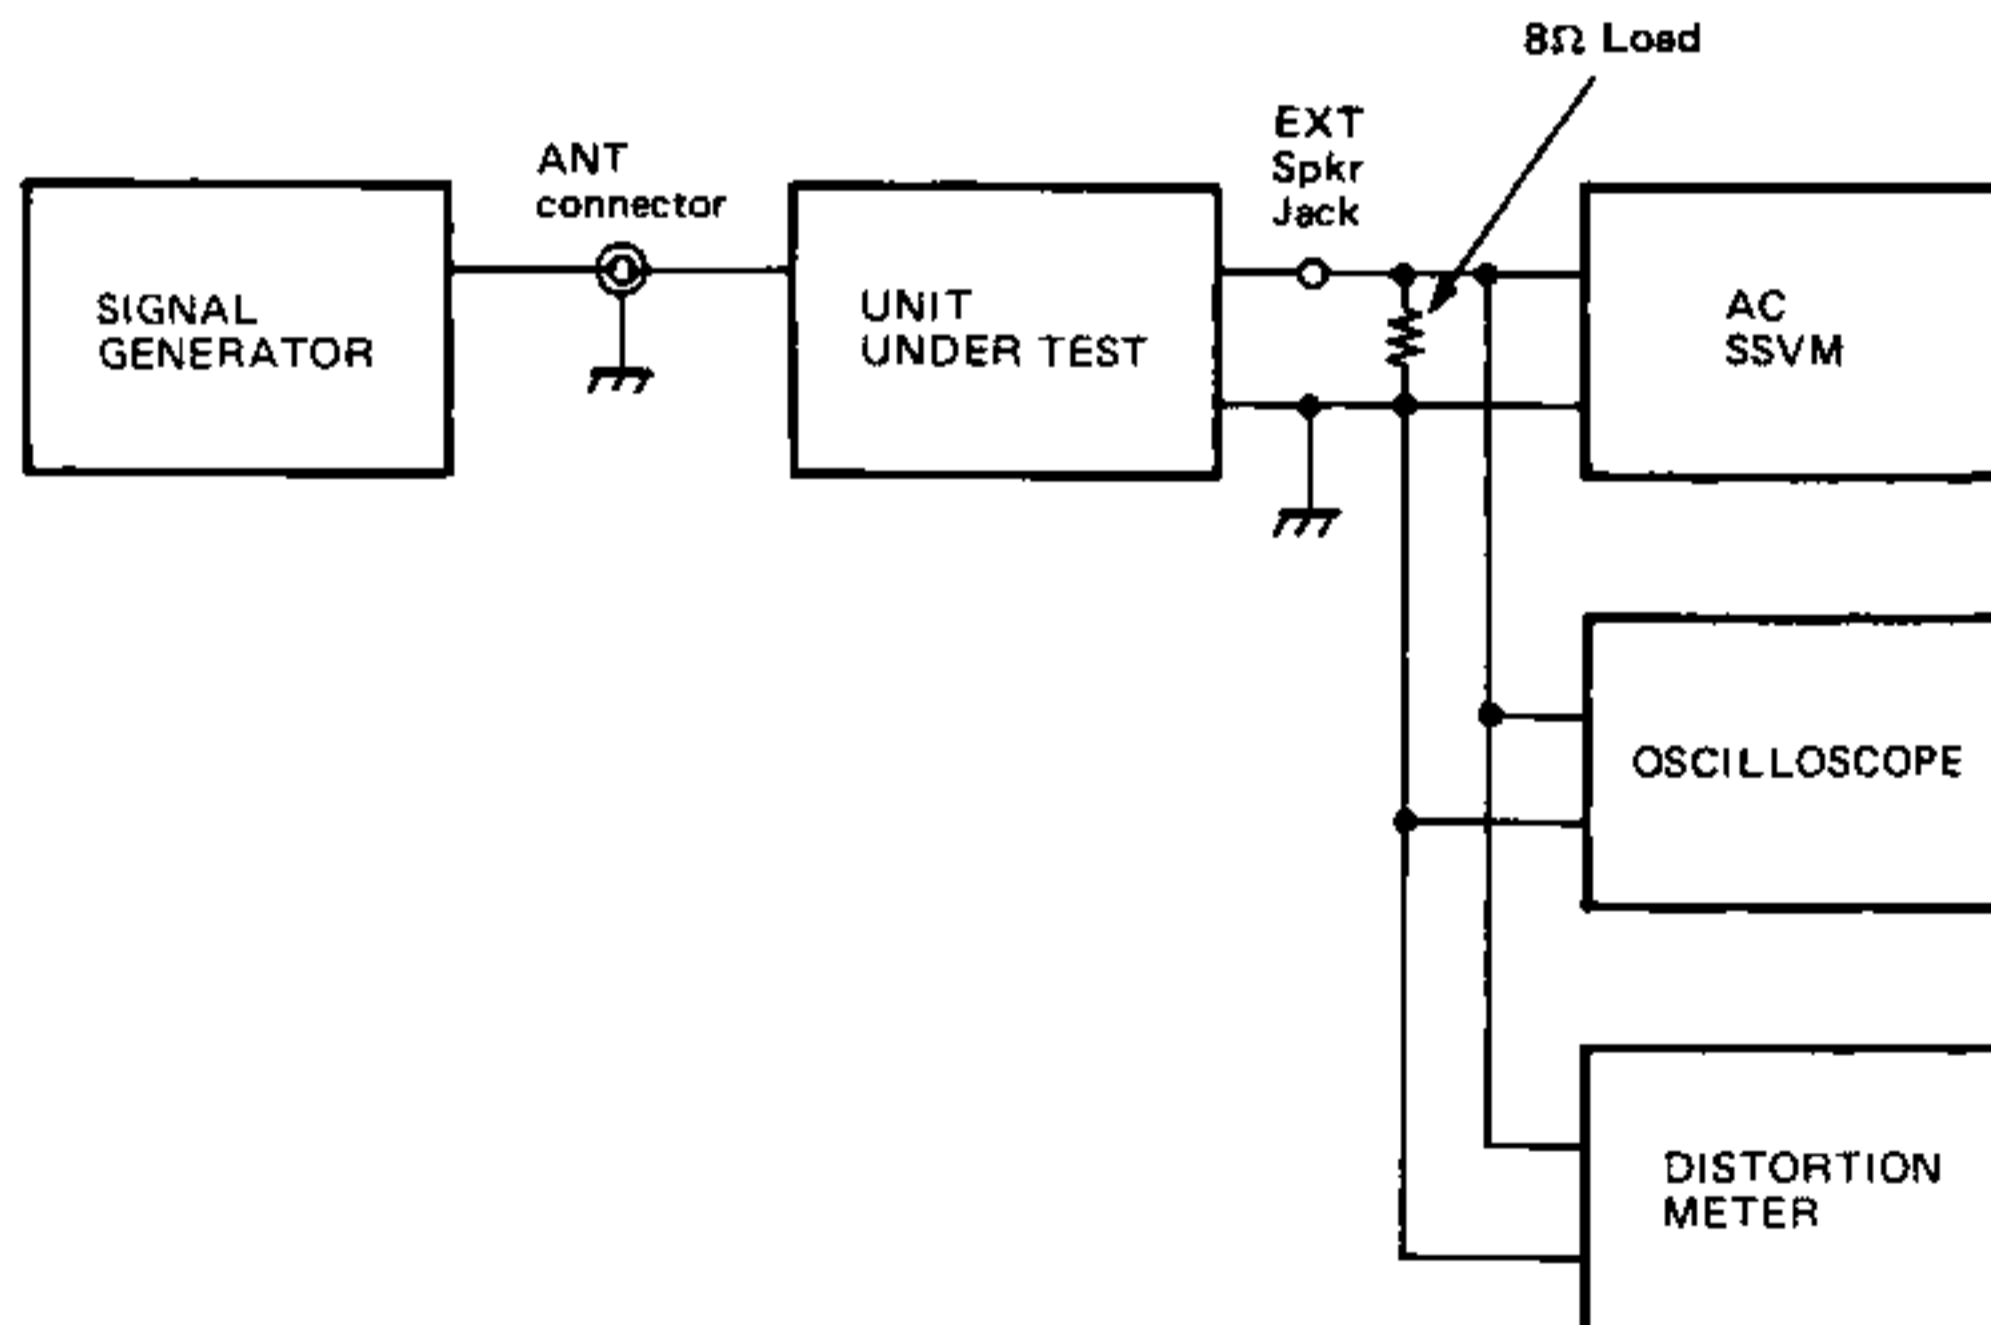 8Ω Load
EXT
Spkr
Jack
ANT
connector
SIGNAL
GENERATOR
UNIT
UNDER TEST
AC
SSVM
OSCILLOSCOPE
DISTORTION
METER